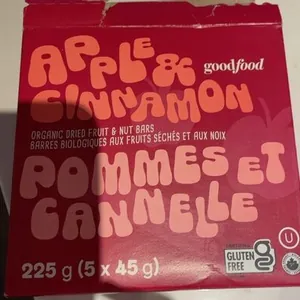 APPLE &
goodfood
CINNAMON
ORGANIC DRIED FRUIT & NUT BARS
BARRES BIOLOGIQUES AUX FRUITS SÉCHÉS ET AUX NOIX
POMMES ET
CANNELLE
225 g (5 x 45 g)
GLUTEN
FREE
U